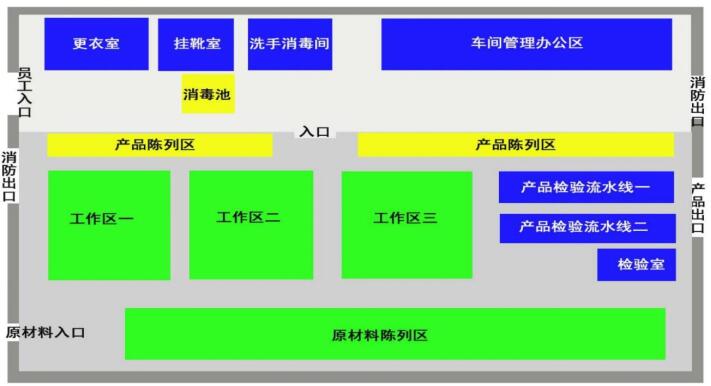 更衣室
挂靴室
洗手消毒间
车间管理办公区
员工入口
消毒池
消防出口
入口
产品陈列区
产品陈列区
消防出口
工作区一
工作区二
工作区三
产品检验流水线一
产品检验流水线二
产品出口
检验室
原材料入口
原材料陈列区